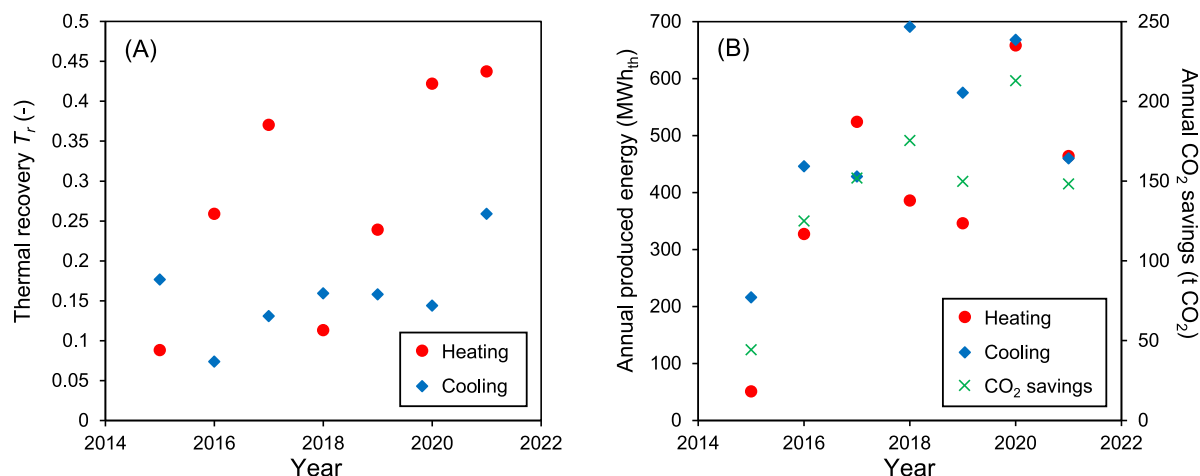 (A)
Thermal recovery Tr (-)
0.5
0.45
0.4
0.35
0.3
0.25
0.2
0.15
0.1
0.05
0
2014
2016
2018
2020
2022
Year
Heating
Cooling
(B)
Annual produced energy (MWhth)
700
600
500
400
300
200
100
0
2014
2016
2018
2020
2022
Year
Heating
Cooling
CO2 savings
250
200
150
100
50
0
Annual CO2 savings (t CO2)